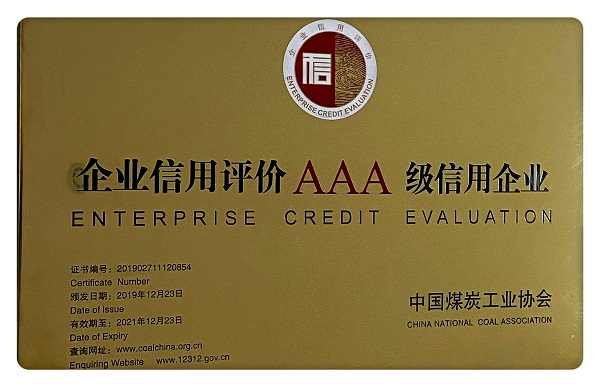 企业信用评价
信
ENTERPRISE CREDIT EVALUATION
企业信用评价AAA级信用企业
ENTERPRISE CREDIT EVALUATION
证书编号：201902711120854
Certificate Number
颁发日期：2019年12月23日
Date of Issue
有效期至：2021年12月23日
Date of Expiry
查询网址：www.coalchina.org.cn
Enquiring Website www.12312.gov.cn
中国煤炭工业协会
CHINA NATIONAL COAL ASSOCIATION